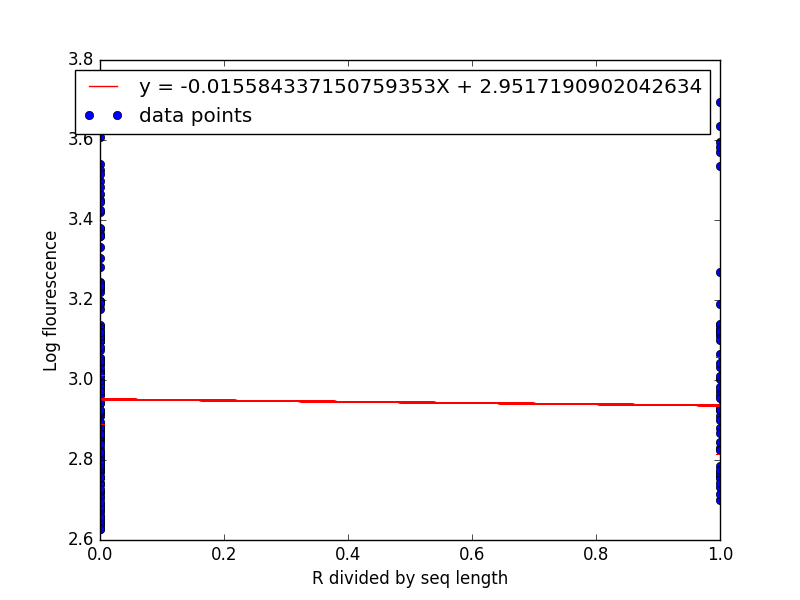 3.8
y = -0.015584337150759353X + 2.9517190902042634
data points
3.6
3.4
3.2
3.0
2.8
2.6
Log flourescence
0.0 0.2 0.4 0.6 0.8 1.0
R divided by seq length